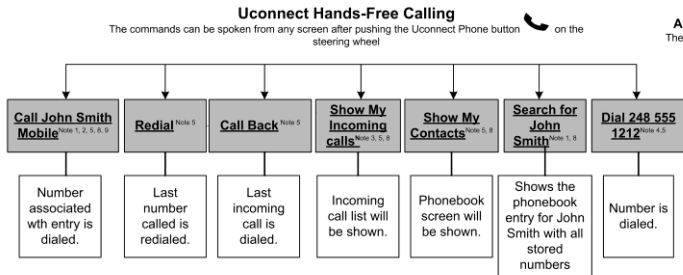 Uconnect Hands-Free Calling
The commands can be spoken from any screen after pushing the Uconnect Phone button on the
steering wheel
A
The
Call John Smith
Mobile Note 1, 2, 5, 8, 9
Redial Note 5
Call Back Note 5
Show My
Incoming
calls Note 3, 5, 8
Show My
Contacts Note 5, 8
Search for
John
Smith Note 1, 8
Dial 248 555
1212 Note 4,5
Number
associated
wth entry is
dialed.
Last
number
called is
redialed.
Last
incoming
call is
dialed.
Incoming
call list will
be shown.
Phonebook
screen will
be shown.
Shows the
phonebook
entry for John
Smith with all
stored
numbers
Number is
dialed.